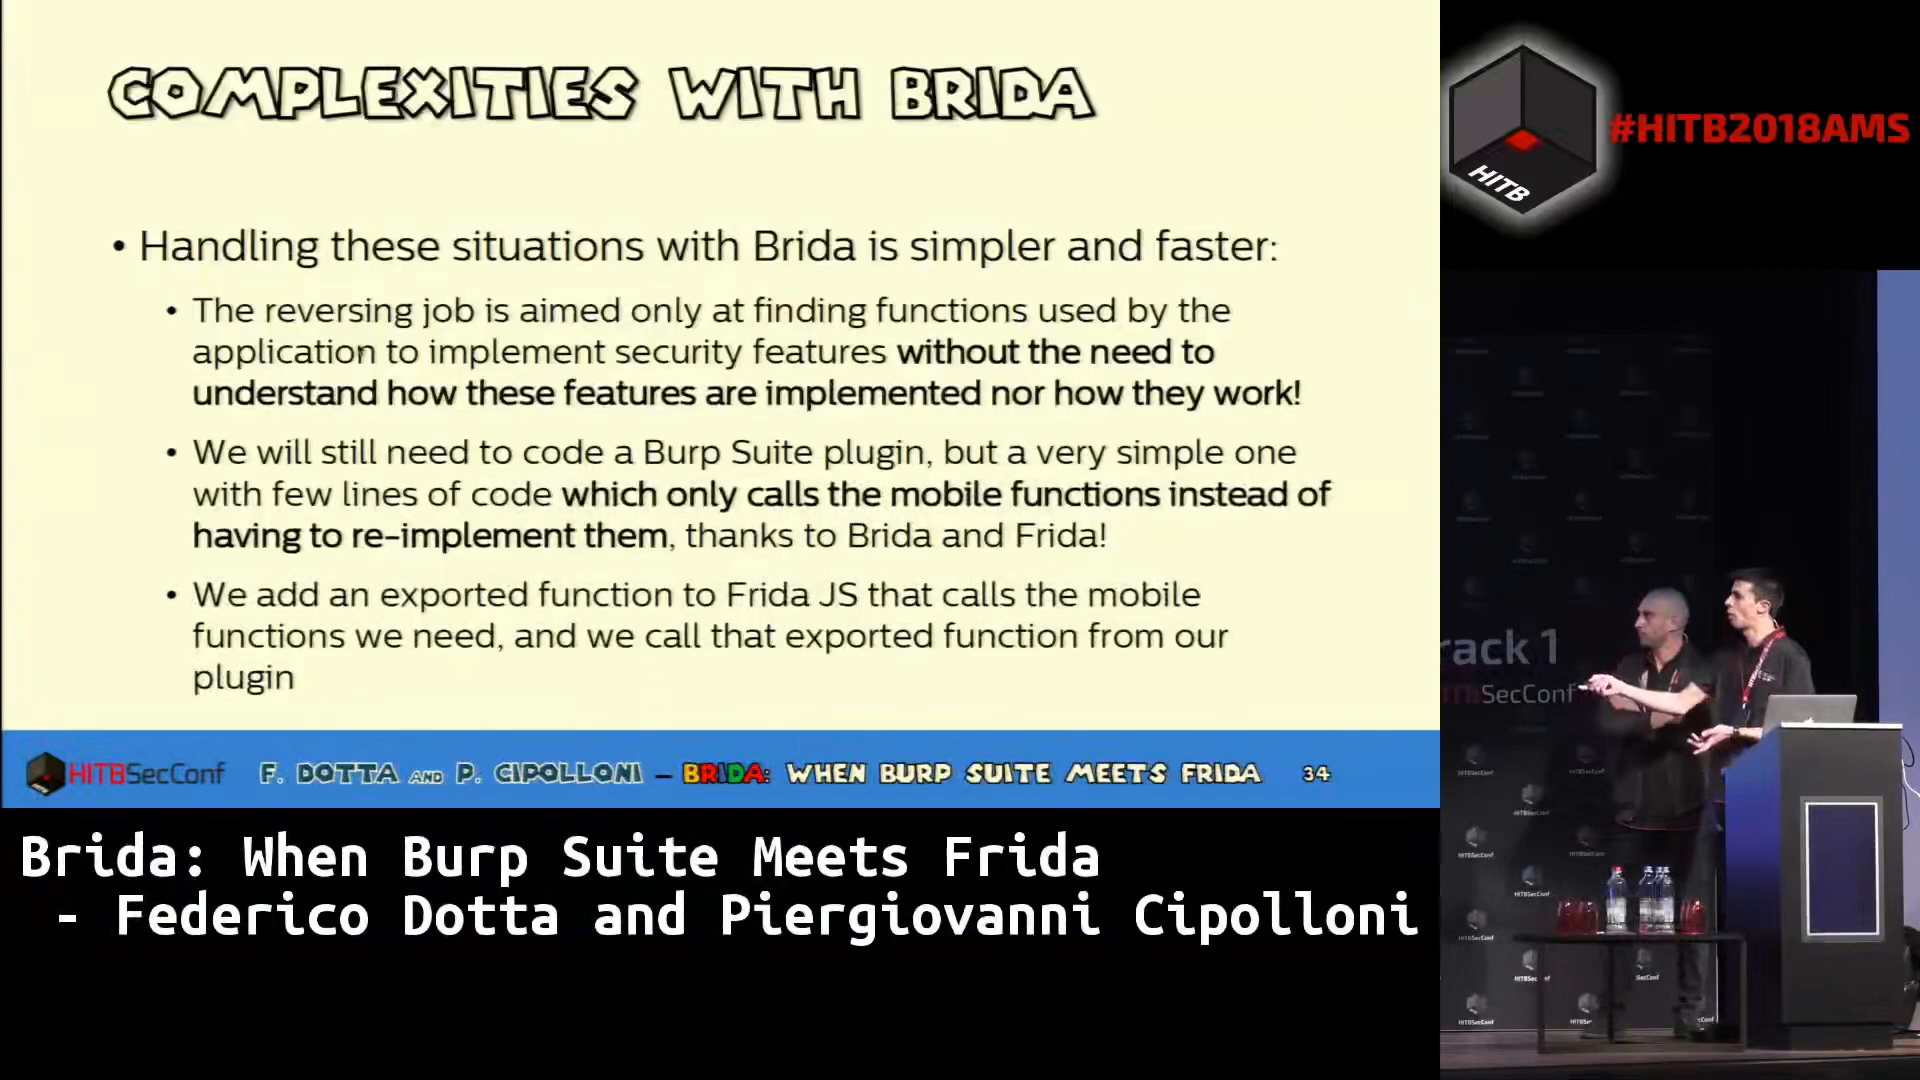 COMPLEXITIES WITH BRIDA
• Handling these situations with Brida is simpler and faster:
• The reversing job is aimed only at finding functions used by the
application to implement security features without the need to
understand how these features are implemented nor how they work!
• We will still need to code a Burp Suite plugin, but a very simple one
with few lines of code which only calls the mobile functions instead of
having to re-implement them, thanks to Brida and Frida!
• We add an exported function to Frida JS that calls the mobile
functions we need, and we call that exported function from our
plugin
HITBSecConf F. DOTTA AND P. CIPOLLONI – BRIDA: WHEN BURP SUITE MEETS FRIDA 34
Brida: When Burp Suite Meets Frida
- Federico Dotta and Piergiovanni Cipolloni
HITB
#HITB2018AMS
rack 1
SecConf